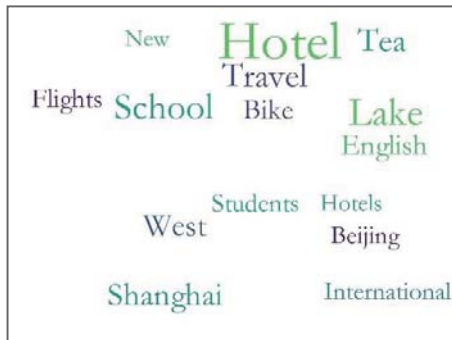 New Hotel Tea
Travel
Flights School Bike Lake
English
Students Hotels
West Beijing
Shanghai International